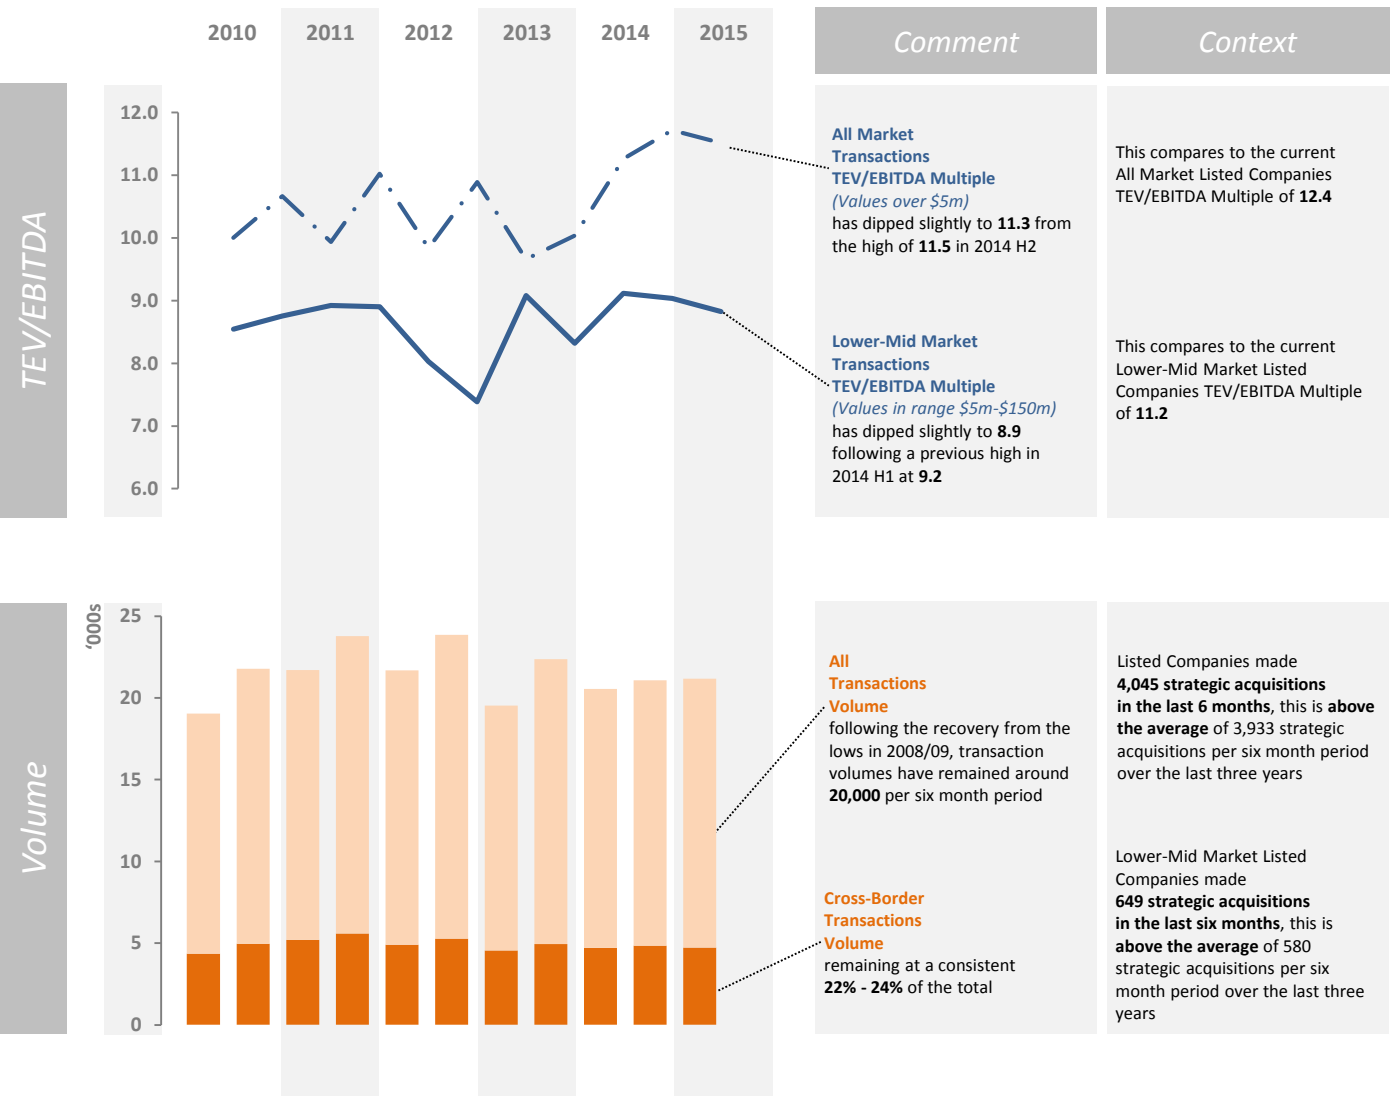 2010 2011 2012 2013 2014 2015
Comment
Context
TEV/EBITDA
12.0
11.0
10.0
9.0
8.0
7.0
6.0
All Market
Transactions
TEV/EBITDA Multiple
(Values over $5m)
has dipped slightly to 11.3 from
the high of 11.5 in 2014 H2
This compares to the current
All Market Listed Companies
TEV/EBITDA Multiple of 12.4
Lower-Mid Market
Transactions
TEV/EBITDA Multiple
(Values in range $5m-$150m)
has dipped slightly to 8.9
following a previous high in
2014 H1 at 9.2
This compares to the current
Lower-Mid Market Listed
Companies TEV/EBITDA Multiple
of 11.2
Volume
‘000s
25
20
15
10
5
0
All
Transactions
Volume
following the recovery from the
lows in 2008/09, transaction
volumes have remained around
20,000 per six month period
Listed Companies made
4,045 strategic acquisitions
in the last 6 months, this is above
the average of 3,933 strategic
acquisitions per six month period
over the last three years
Cross-Border
Transactions
Volume
remaining at a consistent
22% - 24% of the total
Lower-Mid Market Listed
Companies made
649 strategic acquisitions
in the last six months, this is
above the average of 580
strategic acquisitions per six
month period over the last three
years